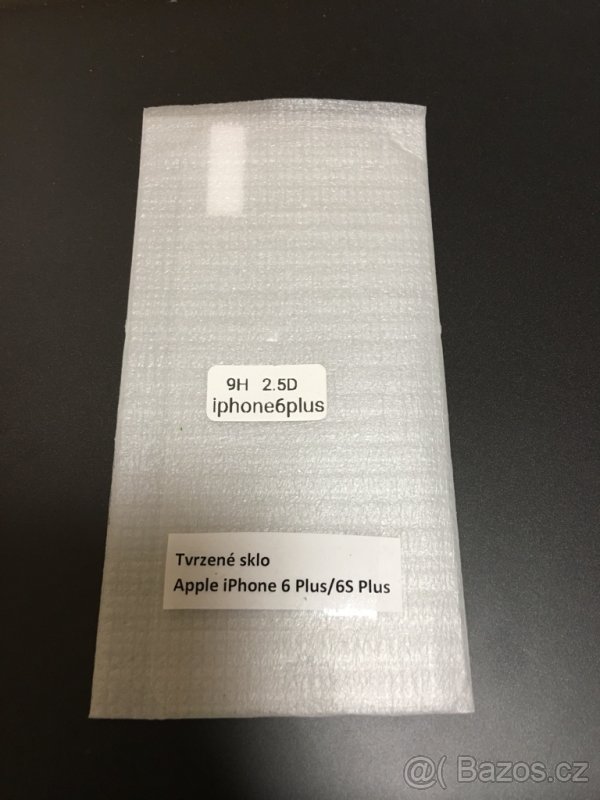 9H 2.5D
iphone6plus
Tvrzené sklo
Apple iPhone 6 Plus/6S Plus
@( Bazos.cz